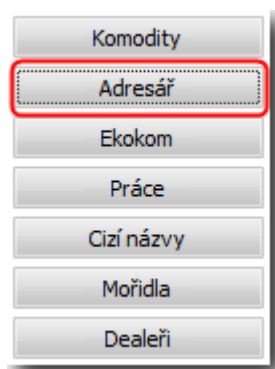 Komodity
Adresář
Ekokom
Práce
Cizí názvy
Mořidla
Dealeři